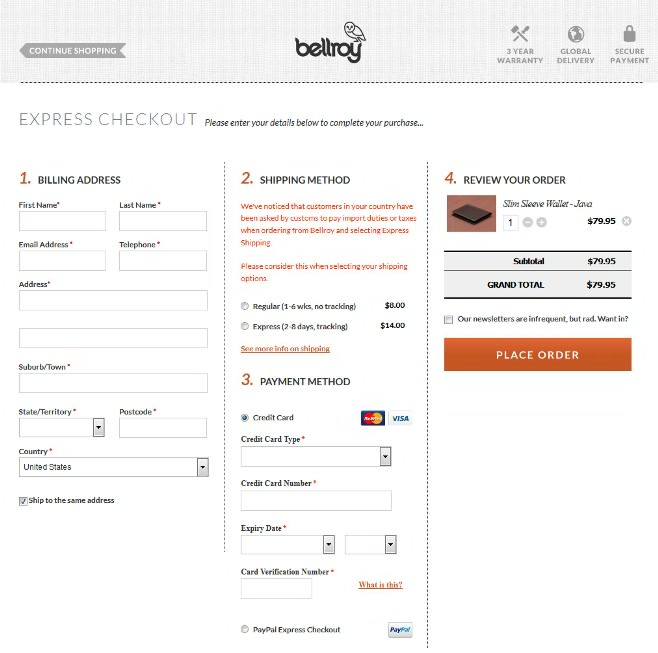 CONTINUE SHOPPING
bellroy
3 YEAR
WARRANTY
GLOBAL
DELIVERY
SECURE
PAYMENT
EXPRESS CHECKOUT Please enter your details below to complete your purchase...
1. BILLING ADDRESS
First Name*
Last Name *
Email Address *
Telephone *
Address*
Suburb/Town *
State/Territory *
Postcode *
Country *
United States
Ship to the same address
2. SHIPPING METHOD
We've noticed that customers in your country have
been asked by customs to pay import duties or taxes
when ordering from Bellroy and selecting Express
Shipping.
Please consider this when selecting your shipping
options.
Regular (1-6 wks, no tracking) $8.00
Express (2-8 days, tracking) $14.00
See more info on shipping
3. PAYMENT METHOD
Credit Card
VISA
Credit Card Type *
Credit Card Number *
Expiry Date *
Card Verification Number *
What is this?
PayPal Express Checkout
PayPal
4. REVIEW YOUR ORDER
Slim Sleeve Wallet - Java
1
$79.95
Subtotal $79.95
GRAND TOTAL $79.95
Our newsletters are infrequent, but rad. Want in?
PLACE ORDER